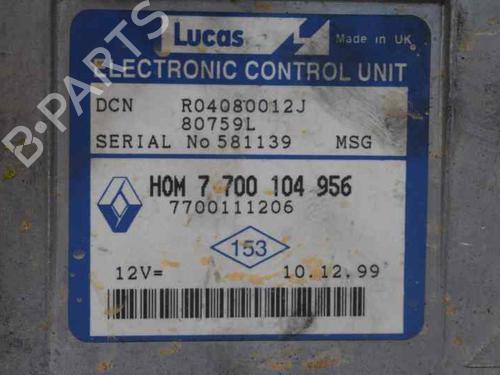 Lucas
Made in UK
ELECTRONIC CONTROL UNIT
DCN R04080012J
80759L
SERIAL No 581139 MSG
HOM 7 700 104 956
7700111206
153
12V= 10.12.99
B-PARTS